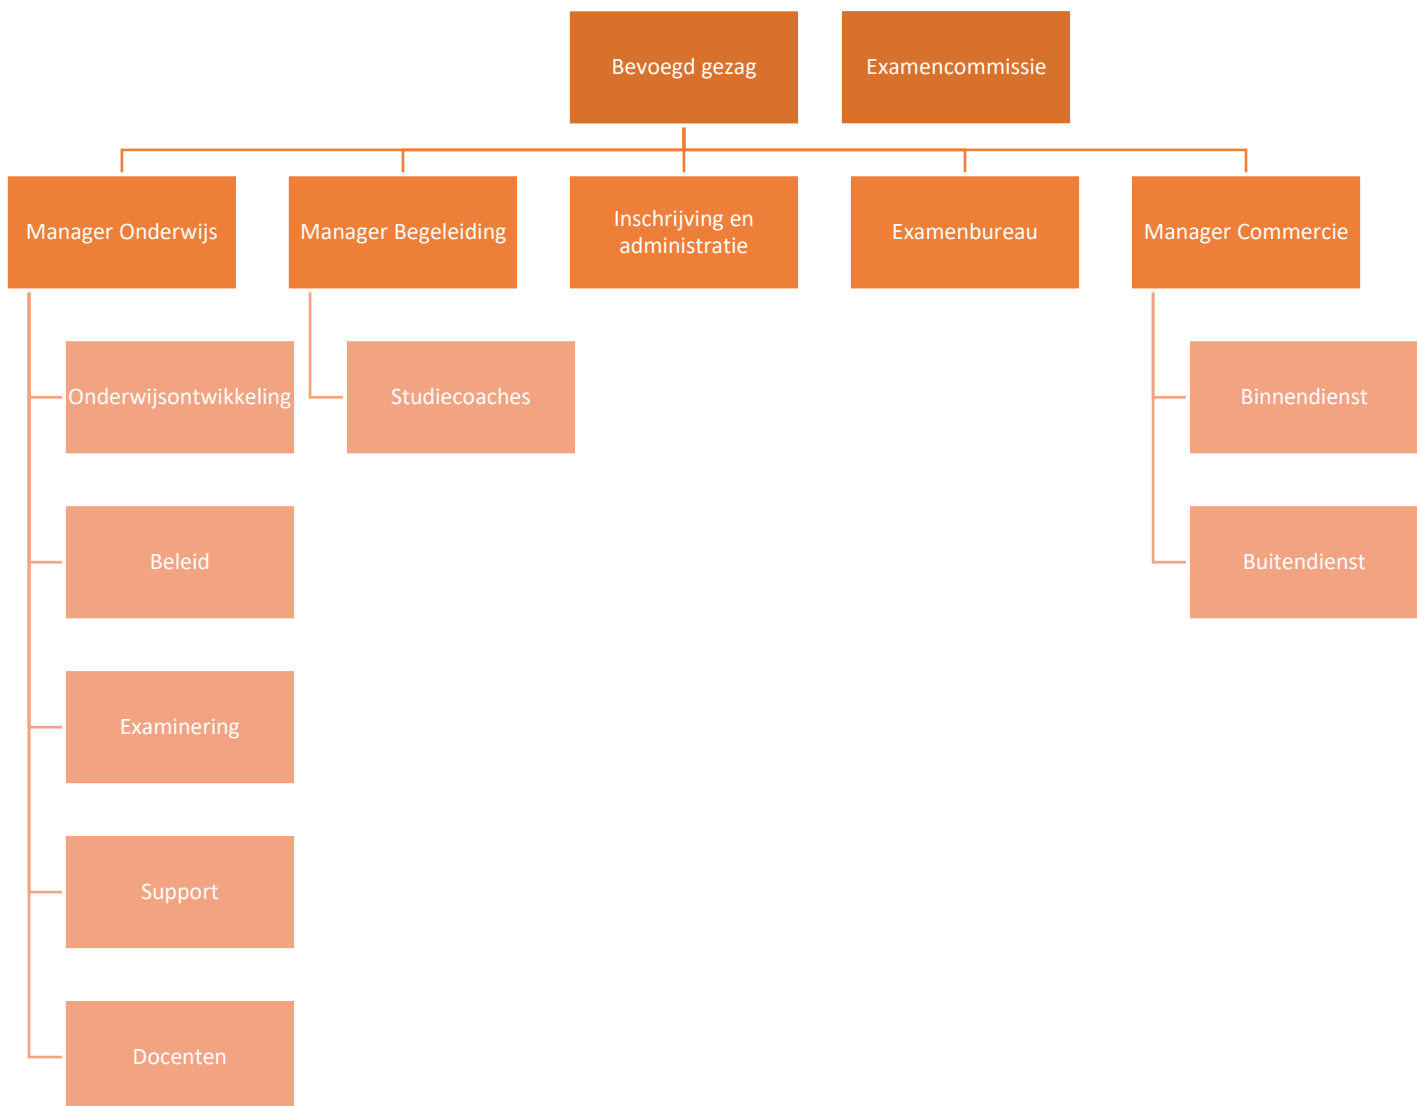 Bevoegd gezag
Examencommissie
Manager Onderwijs
Manager Begeleiding
Inschrijving en
administratie
Examenbureau
Manager Commercie
Onderwijsontwikkeling
Studiecoaches
Binnendienst
Beleid
Buitendienst
Examinering
Support
Docenten